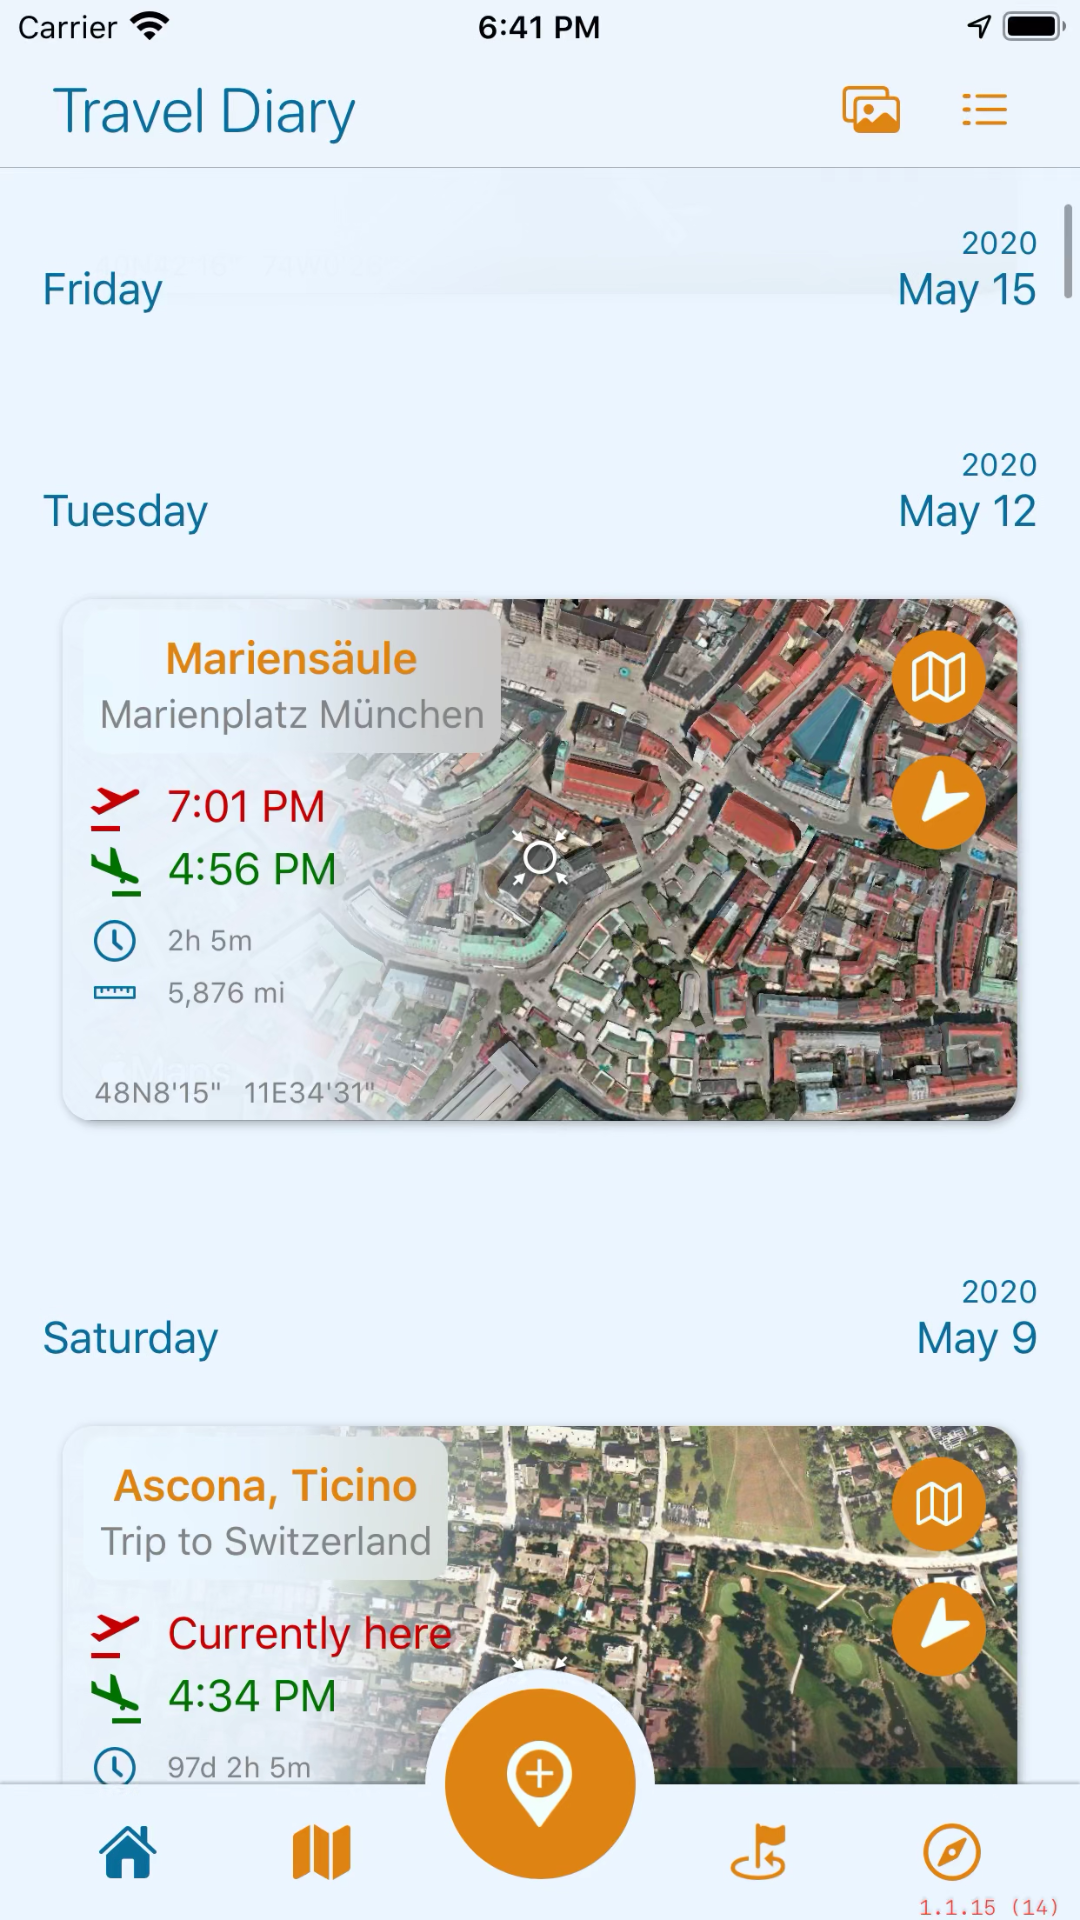 Carrier 6:41 PM
Travel Diary
2020
Friday May 15
2020
Tuesday May 12
Mariensäule
Marienplatz München
7:01 PM
4:56 PM
2h 5m
5,876 mi
Maps
48N8'15" 11E34'31"
2020
Saturday May 9
Ascona, Ticino
Trip to Switzerland
Currently here
4:34 PM
97d 2h 5m
1.1.15 (14)